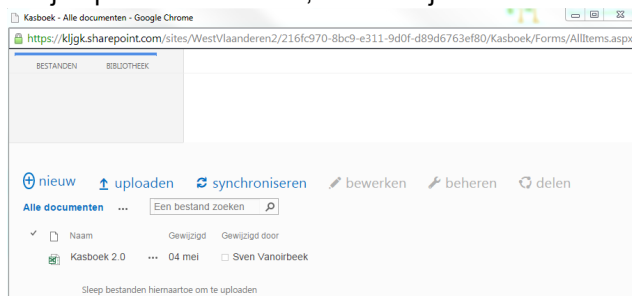 Kasboek - Alle documenten - Google Chrome
https://kljgk.sharepoint.com/sites/WestVlaanderen2/216fc970-8bc9-e311-9d0f-d89d6763ef80/Kasboek/Forms/AllItems.aspx
BESTANDEN BIBLIOTHEEK
nieuw uploaden synchroniseren bewerken beheren delen
Alle documenten ... Een bestand zoeken
Naam Gewijzigd Gewijzigd door
Kasboek 2.0 ... 04 mei Sven Vanoirbeek
Sleep bestanden hiernaartoe om te uploaden